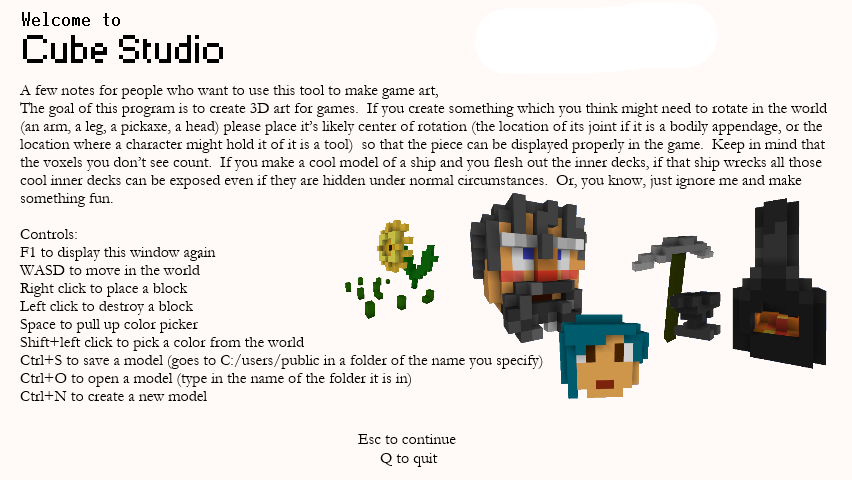 Welcome to
Cube Studio
A few notes for people who want to use this tool to make game art,
The goal of this program is to create 3D art for games.  If you create something which you think might need to rotate in the world
(an arm, a leg, a pickaxe, a head) please place it's likely center of rotation (the location of its joint if it is a bodily appendage, or the
location where a character might hold it of it is a tool)  so that the piece can be displayed properly in the game.  Keep in mind that
the voxels you don't see count.  If you make a cool model of a ship and you flesh out the inner decks, if that ship wrecks all those
cool inner decks can be exposed even if they are hidden under normal circumstances.  Or, you know, just ignore me and make
something fun.
Controls:
F1 to display this window again
WASD to move in the world
Right click to place a block
Left click to destroy a block
Space to pull up color picker
Shift+left click to pick a color from the world
Ctrl+S to save a model (goes to C:/users/public in a folder of the name you specify)
Ctrl+O to open a model (type in the name of the folder it is in)
Ctrl+N to create a new model
Esc to continue
Q to quit